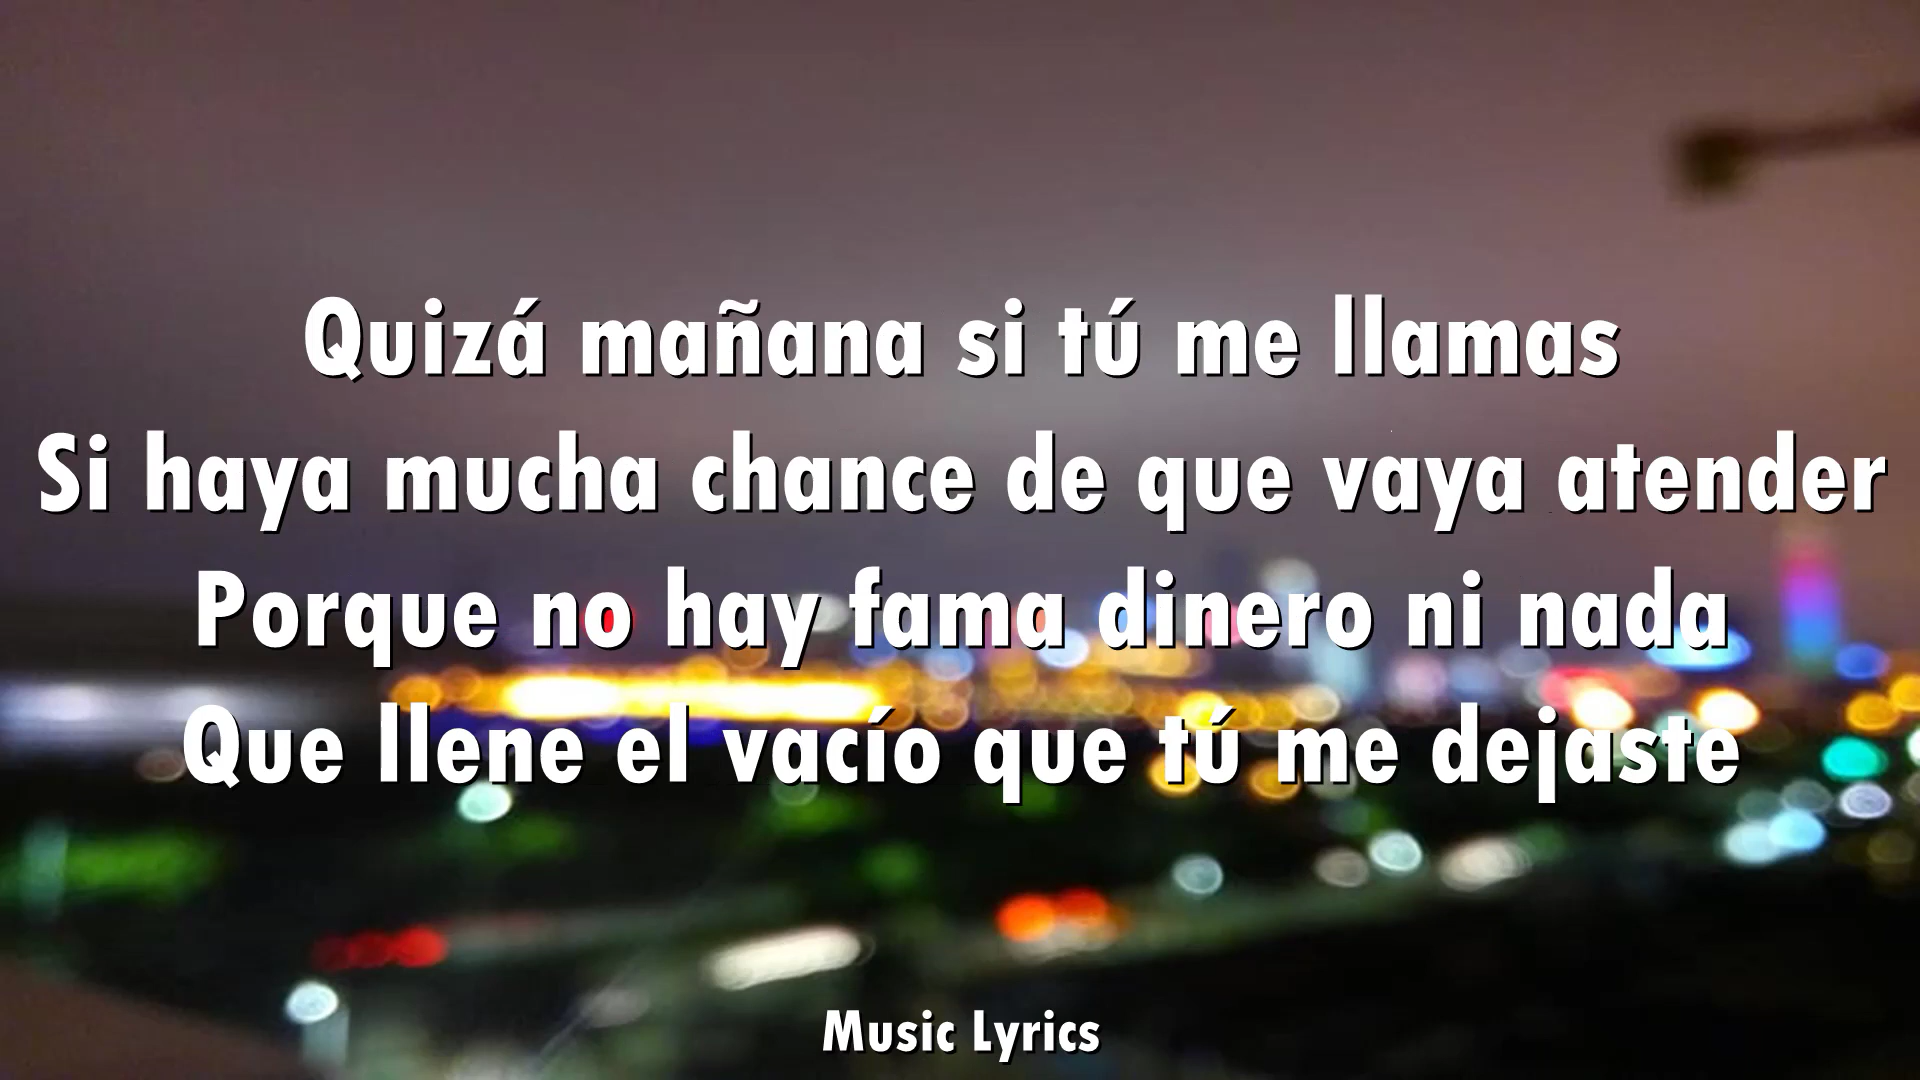 Quizá mañana si tú me llamas
Si haya mucha chance de que vaya atender
Porque no hay fama dinero ni nada
Que llene el vacío que tú me dejaste
Music Lyrics